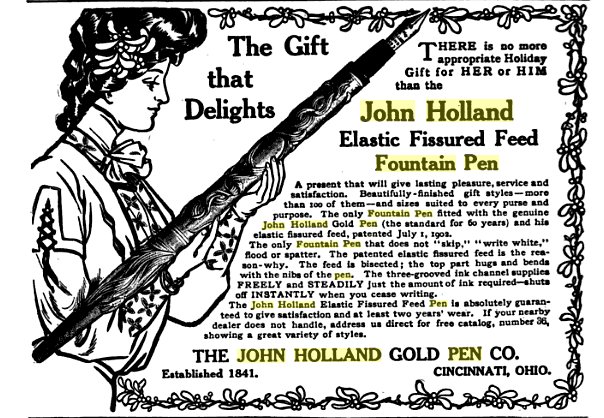 The Gift
that
Delights
THERE is no more
appropriate Holiday
Gift for HER or HIM
than the
John Holland
Elastic Fissured Feed
Fountain Pen
A present that will give lasting pleasure, service and
satisfaction. Beautifully-finished gift styles—more
than 100 of them—and sizes suited to every purse and
purpose. The only Fountain Pen fitted with the genuine
John Holland Gold Pen (the standard for 60 years) and his
elastic fissured feed, patented July 1, 1902.
The only Fountain Pen that does not "skip," "write white,"
flood or spatter. The patented elastic fissured feed is the rea-
son-why. The feed is bisected; the top part hugs and bends
with the nibs of the pen. The three-grooved ink channel supplies
FREELY and STEADILY just the amount of ink required—shuts
off INSTANTLY when you cease writing.
The John Holland Elastic Fissured Feed Pen is absolutely guaran-
teed to give satisfaction and at least two years' wear. If your nearby
dealer does not handle, address us direct for free catalog, number 36,
showing a great variety of styles.
THE JOHN HOLLAND GOLD PEN CO.
Established 1841. CINCINNATI, OHIO.